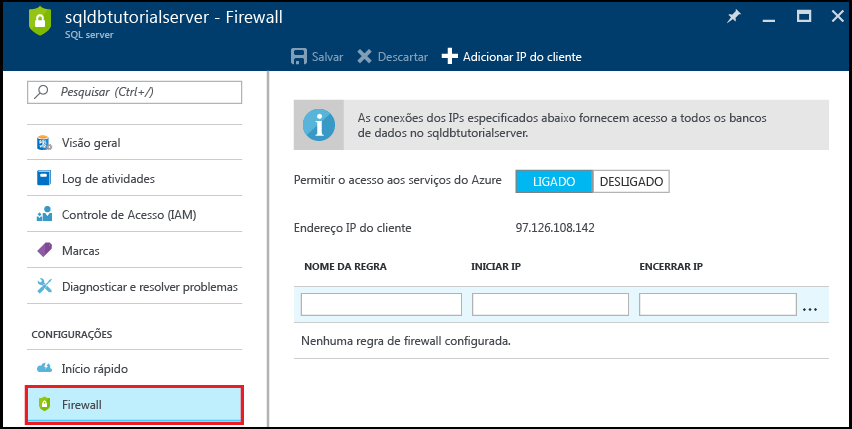 sqldbtutorialserver - Firewall
SQL server
Salvar
Descartar
Adicionar IP do cliente
Pesquisar (Ctrl+/)
Visão geral
Log de atividades
Controle de Acesso (IAM)
Marcas
Diagnosticar e resolver problemas
CONFIGURAÇÕES
Início rápido
Firewall
As conexões dos IPs especificados abaixo fornecem acesso a todos os bancos
de dados no sqldbtutorialserver.
Permitir o acesso aos serviços do Azure
LIGADO
DESLIGADO
Endereço IP do cliente
97.126.108.142
NOME DA REGRA
INICIAR IP
ENCERRAR IP
...
Nenhuma regra de firewall configurada.